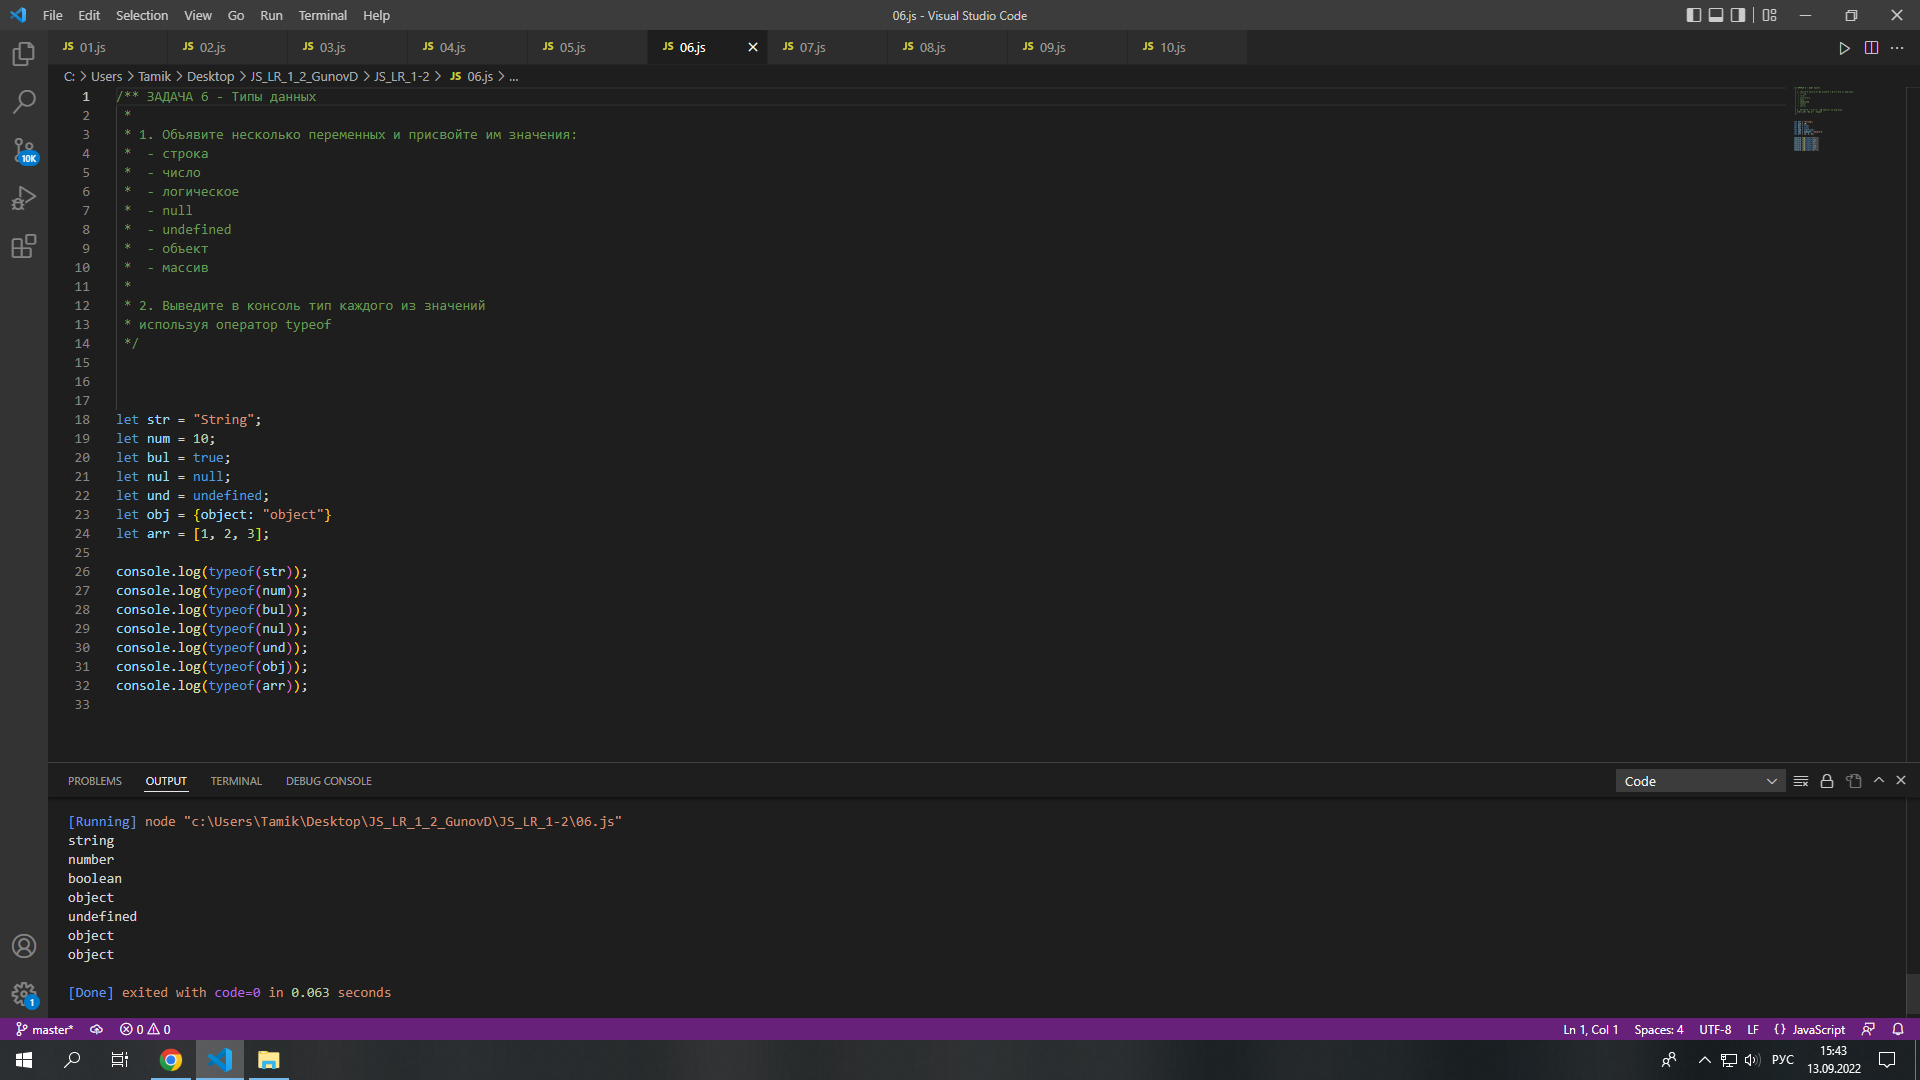 File Edit Selection View Go Run Terminal Help
06.js - Visual Studio Code
JS 01.js JS 02.js JS 03.js JS 04.js JS 05.js JS 06.js JS 07.js JS 08.js JS 09.js JS 10.js
C: > Users > Tamik > Desktop > JS_LR_1_2_GunovD > JS_LR_1-2 > JS 06.js > ...
1 /** ЗАДАЧА 6 - Типы данных
2 *
3 * 1. Объявите несколько переменных и присвойте им значения:
4 *  - строка
5 *  - число
6 *  - логическое
7 *  - null
8 *  - undefined
9 *  - объект
10 *  - массив
11 *
12 * 2. Выведите в консоль тип каждого из значений
13 * используя оператор typeof
14 */
15
16
17
18 let str = "String";
19 let num = 10;
20 let bul = true;
21 let nul = null;
22 let und = undefined;
23 let obj = {object: "object"}
24 let arr = [1, 2, 3];
25
26 console.log(typeof(str));
27 console.log(typeof(num));
28 console.log(typeof(bul));
29 console.log(typeof(nul));
30 console.log(typeof(und));
31 console.log(typeof(obj));
32 console.log(typeof(arr));
33
10K
1
PROBLEMS OUTPUT TERMINAL DEBUG CONSOLE
Code
[Running] node "c:\Users\Tamik\Desktop\JS_LR_1_2_GunovD\JS_LR_1-2\06.js"
string
number
boolean
object
undefined
object
object
[Done] exited with code=0 in 0.063 seconds
master* 0 0
Ln 1, Col 1 Spaces: 4 UTF-8 LF {} JavaScript
РУС
15:43
13.09.2022